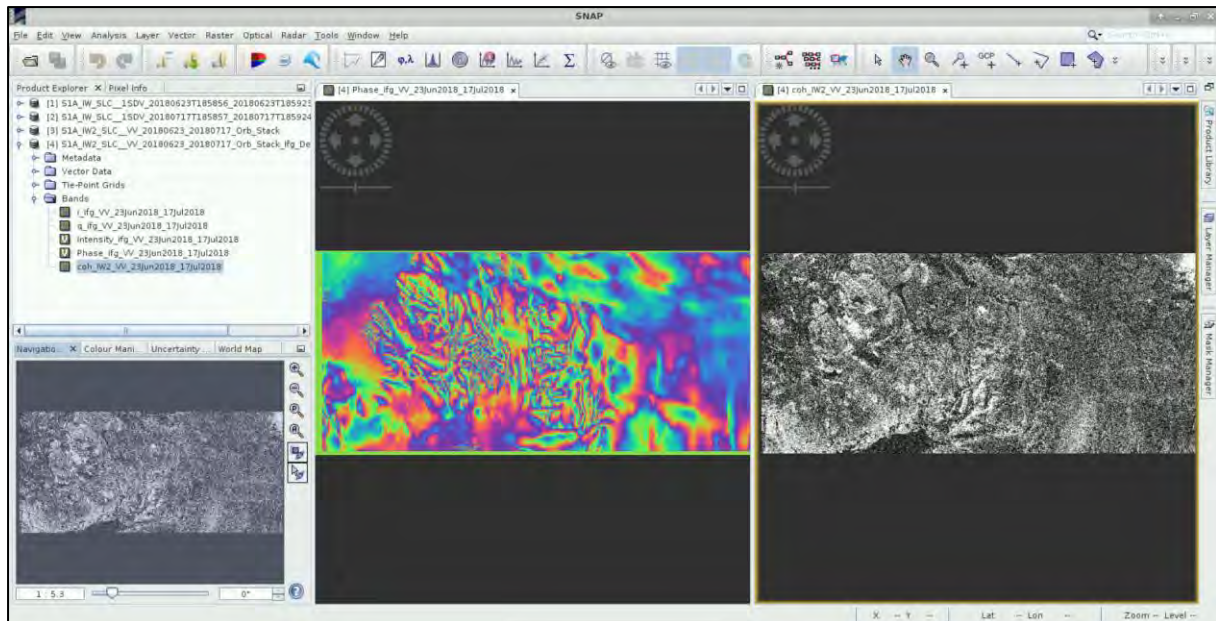 SNAP
File Edit View Analysis Layer Vector Raster Optical Radar Tools Window Help
φ,λ Σ GCP
Product Explorer × Pixel Info
[1] S1A_IW_SLC__1SDV_20180623T185856_20180623T185923
[2] S1A_IW_SLC__1SDV_20180717T185857_20180717T185924
[3] S1A_IW2_SLC__VV_20180623_20180717_Orb_Stack
[4] S1A_IW2_SLC__VV_20180623_20180717_Orb_Stack_Ifg_De
Metadata
Vector Data
Tie-Point Grids
Bands
i_ifg_VV_23Jun2018_17Jul2018
q_ifg_VV_23Jun2018_17Jul2018
Intensity_ifg_VV_23Jun2018_17Jul2018
Phase_ifg_VV_23Jun2018_17Jul2018
coh_IW2_VV_23Jun2018_17Jul2018
Navigatio... × Colour Mani... Uncertainty ... World Map
1 : 5.3
0°
[4] Phase_ifg_VV_23Jun2018_17Jul2018 ×
[4] coh_IW2_VV_23Jun2018_17Jul2018 ×
Product Library
Layer Manager
Mask Manager
X -- Y -- Lat -- Lon -- Zoom -- Level --